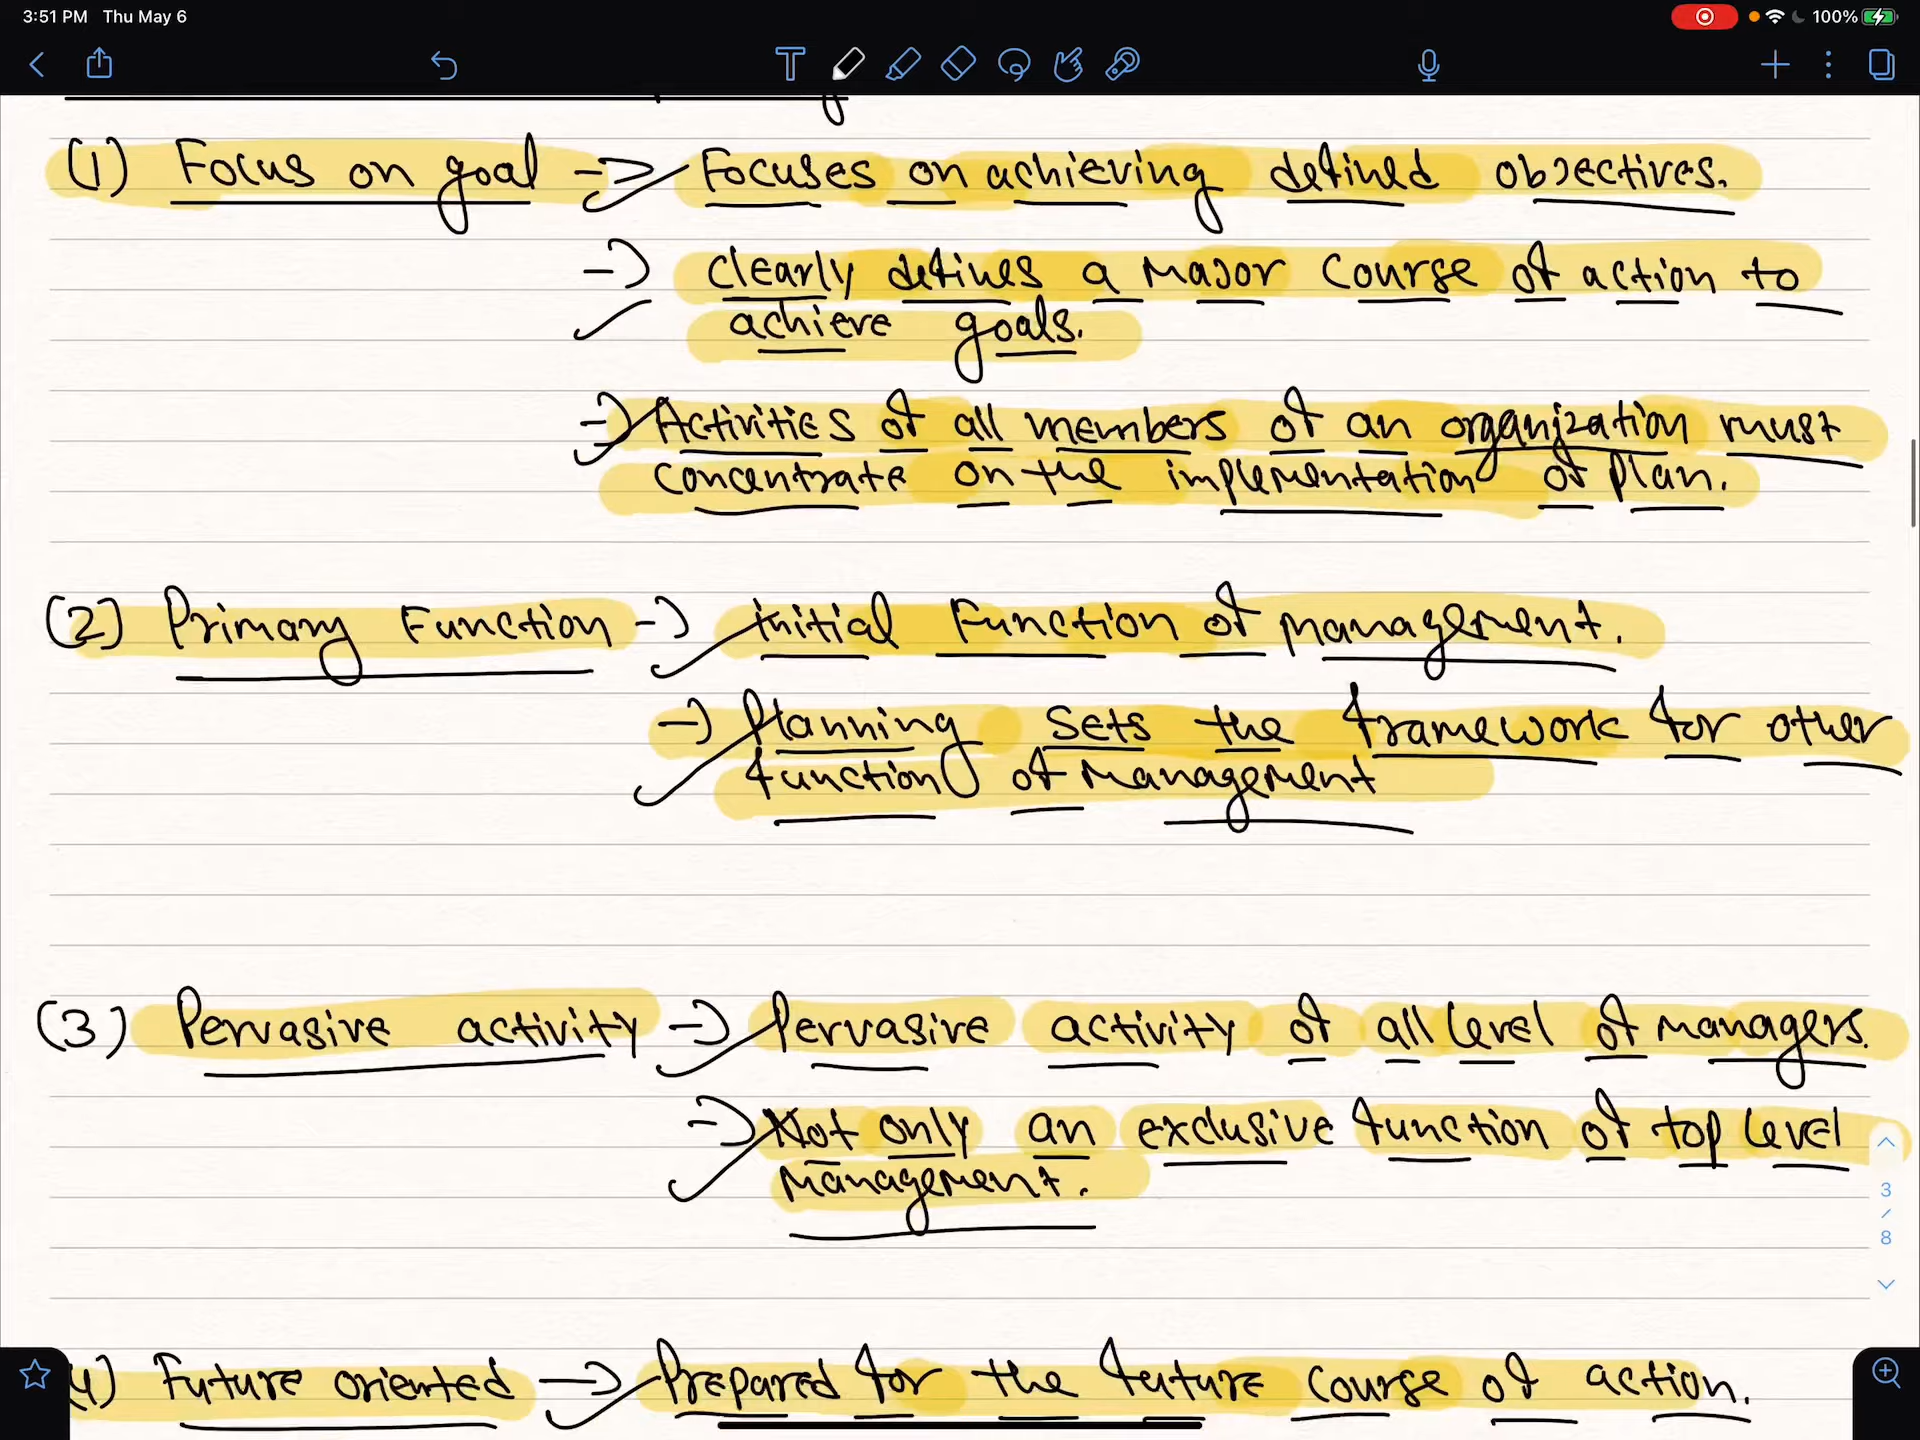 3:51 PM Thu May 6
100%
(1) Focus on goal -> Focuses on achieving defined objectives.
-> clearly defines a major course of action to
achieve goals.
-> Activities of all members of an organization must
concentrate on the implementation of plan.
(2) Primary Function -> initial Function of management.
-> Planning sets the framework for other
function of management
(3) Pervasive activity -> Pervasive activity of all level of managers.
-> Not only an exclusive function of top level
management.
3
/
8
4) Future oriented -> Prepared for the future course of action.